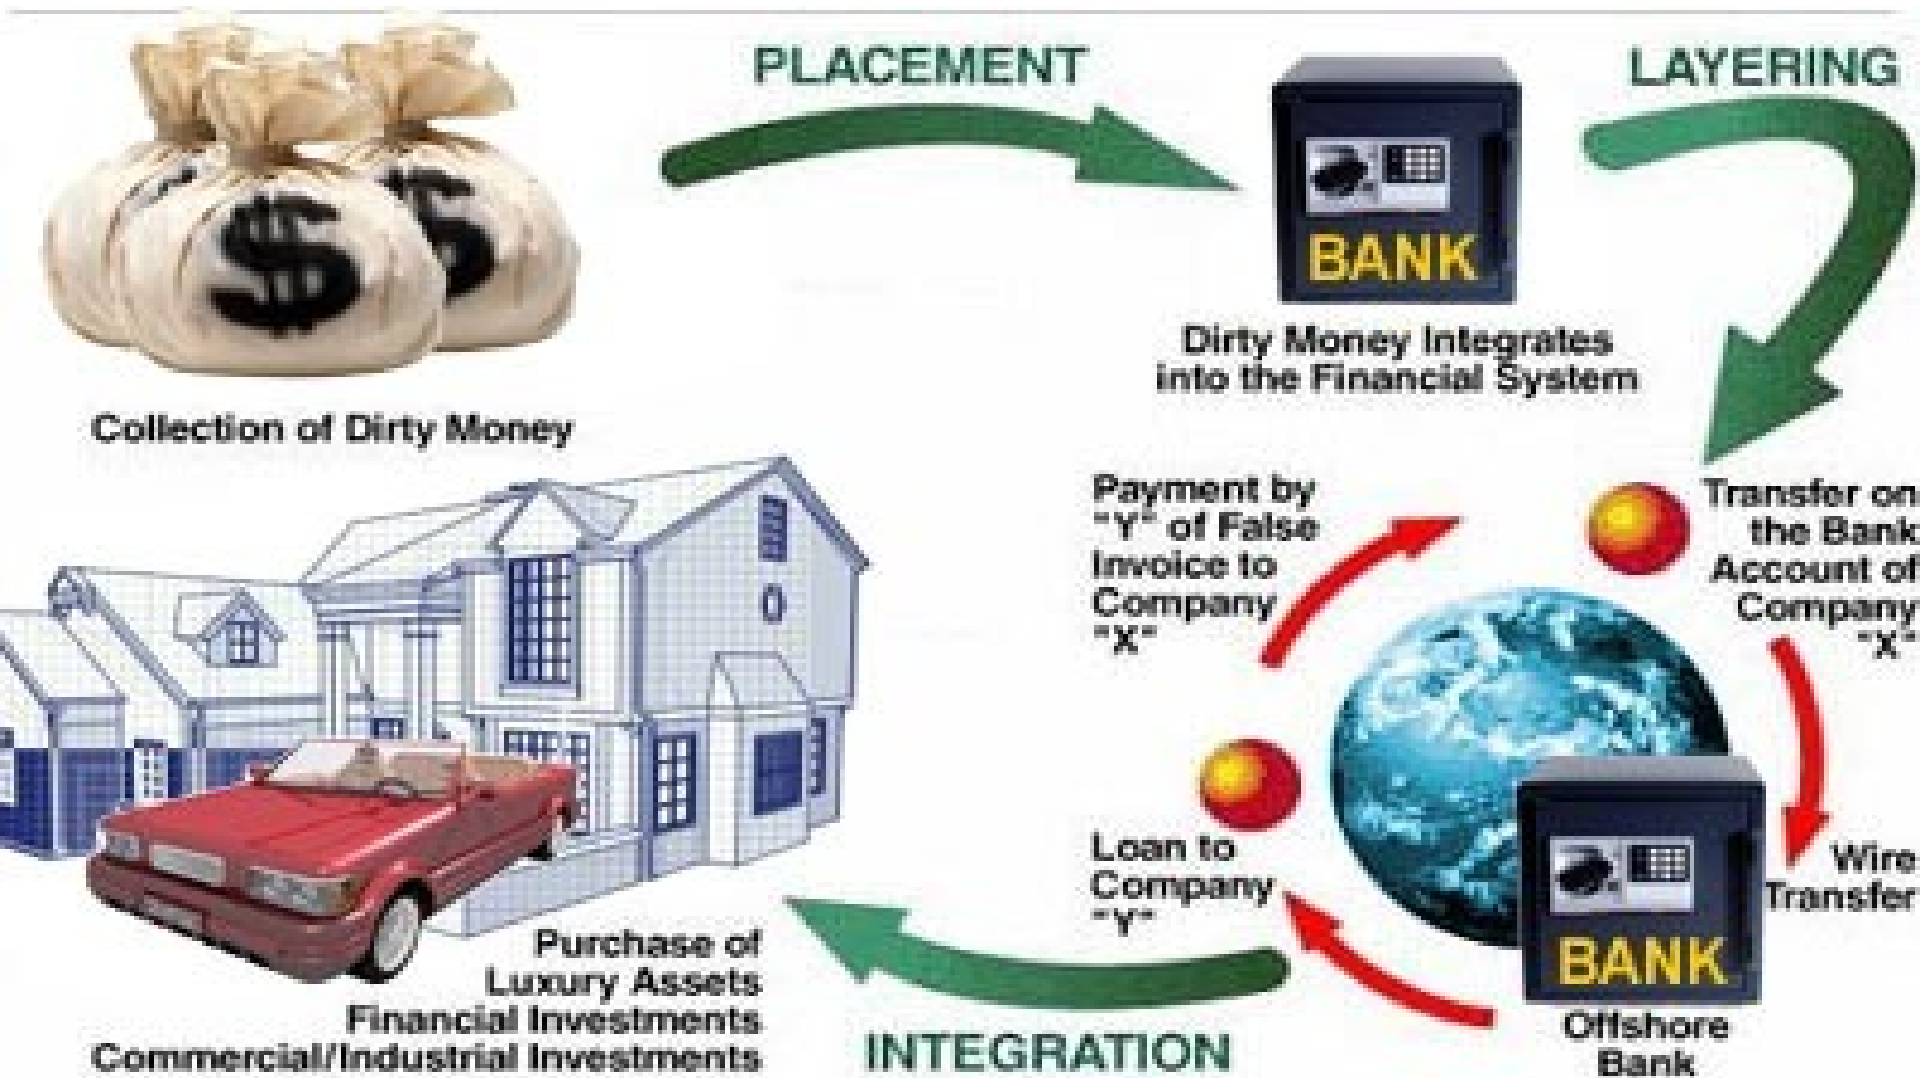 PLACEMENT
LAYERING
$
$
BANK
Dirty Money Integrates
into the Financial System
Collection of Dirty Money
Payment by
"Y" of False
Invoice to
Company
"X"
Transfer on
the Bank
Account of
Company
"X"
Loan to
Company
"Y"
Wire
Transfer
BANK
Offshore
Bank
Purchase of
Luxury Assets
Financial Investments
Commercial/Industrial Investments
INTEGRATION